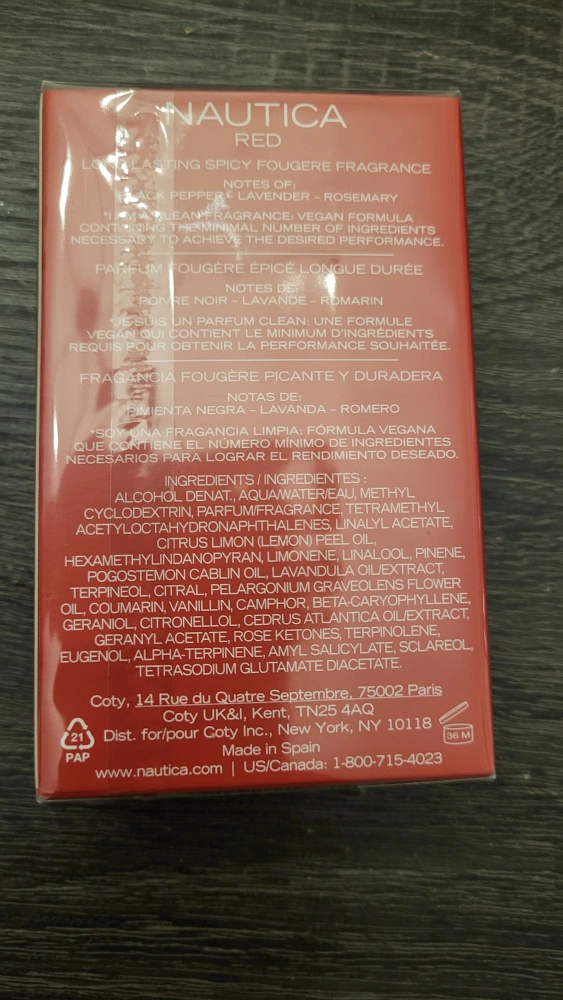 NAUTICA
RED
LONG LASTING SPICY FOUGERE FRAGRANCE
NOTES OF:
BLACK PEPPER - LAVENDER - ROSEMARY
*I AM A CLEAN FRAGRANCE: VEGAN FORMULA
CONTAINING THE MINIMAL NUMBER OF INGREDIENTS
NECESSARY TO ACHIEVE THE DESIRED PERFORMANCE.
PARFUM FOUGÈRE ÉPICÉ LONGUE DURÉE
NOTES DE:
POIVRE NOIR - LAVANDE - ROMARIN
*JE SUIS UN PARFUM CLEAN: UNE FORMULE
VEGAN QUI CONTIENT LE MINIMUM D'INGRÉDIENTS
REQUIS POUR OBTENIR LA PERFORMANCE SOUHAITÉE.
FRAGANCIA FOUGÈRE PICANTE Y DURADERA
NOTAS DE:
PIMIENTA NEGRA - LAVANDA - ROMERO
*SOY UNA FRAGANCIA LIMPIA: FÓRMULA VEGANA
QUE CONTIENE EL NÚMERO MÍNIMO DE INGREDIENTES
NECESARIOS PARA LOGRAR EL RENDIMIENTO DESEADO.
INGREDIENTS / INGREDIENTES :
ALCOHOL DENAT., AQUA/WATER/EAU, METHYL
CYCLODEXTRIN, PARFUM/FRAGRANCE, TETRAMETHYL
ACETYLOCTAHYDRONAPHTHALENES, LINALYL ACETATE,
CITRUS LIMON (LEMON) PEEL OIL,
HEXAMETHYLINDANOPYRAN, LIMONENE, LINALOOL, PINENE,
POGOSTEMON CABLIN OIL, LAVANDULA OIL/EXTRACT,
TERPINEOL, CITRAL, PELARGONIUM GRAVEOLENS FLOWER
OIL, COUMARIN, VANILLIN, CAMPHOR, BETA-CARYOPHYLLENE,
GERANIOL, CITRONELLOL, CEDRUS ATLANTICA OIL/EXTRACT,
GERANYL ACETATE, ROSE KETONES, TERPINOLENE,
EUGENOL, ALPHA-TERPINENE, AMYL SALICYLATE, SCLAREOL,
TETRASODIUM GLUTAMATE DIACETATE.
Coty, 14 Rue du Quatre Septembre, 75002 Paris
Coty UK&I, Kent, TN25 4AQ
Dist. for/pour Coty Inc., New York, NY 10118
Made in Spain
www.nautica.com | US/Canada: 1-800-715-4023
21
PAP
36 M